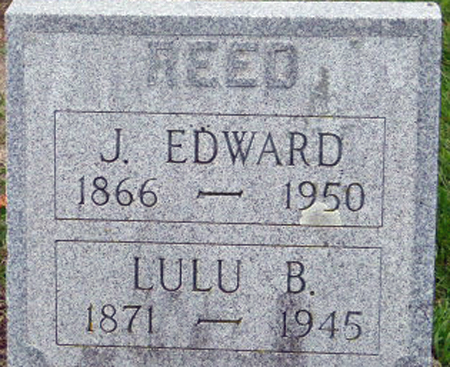 REED
J. EDWARD
1866 — 1950
LULU B.
1871 — 1945